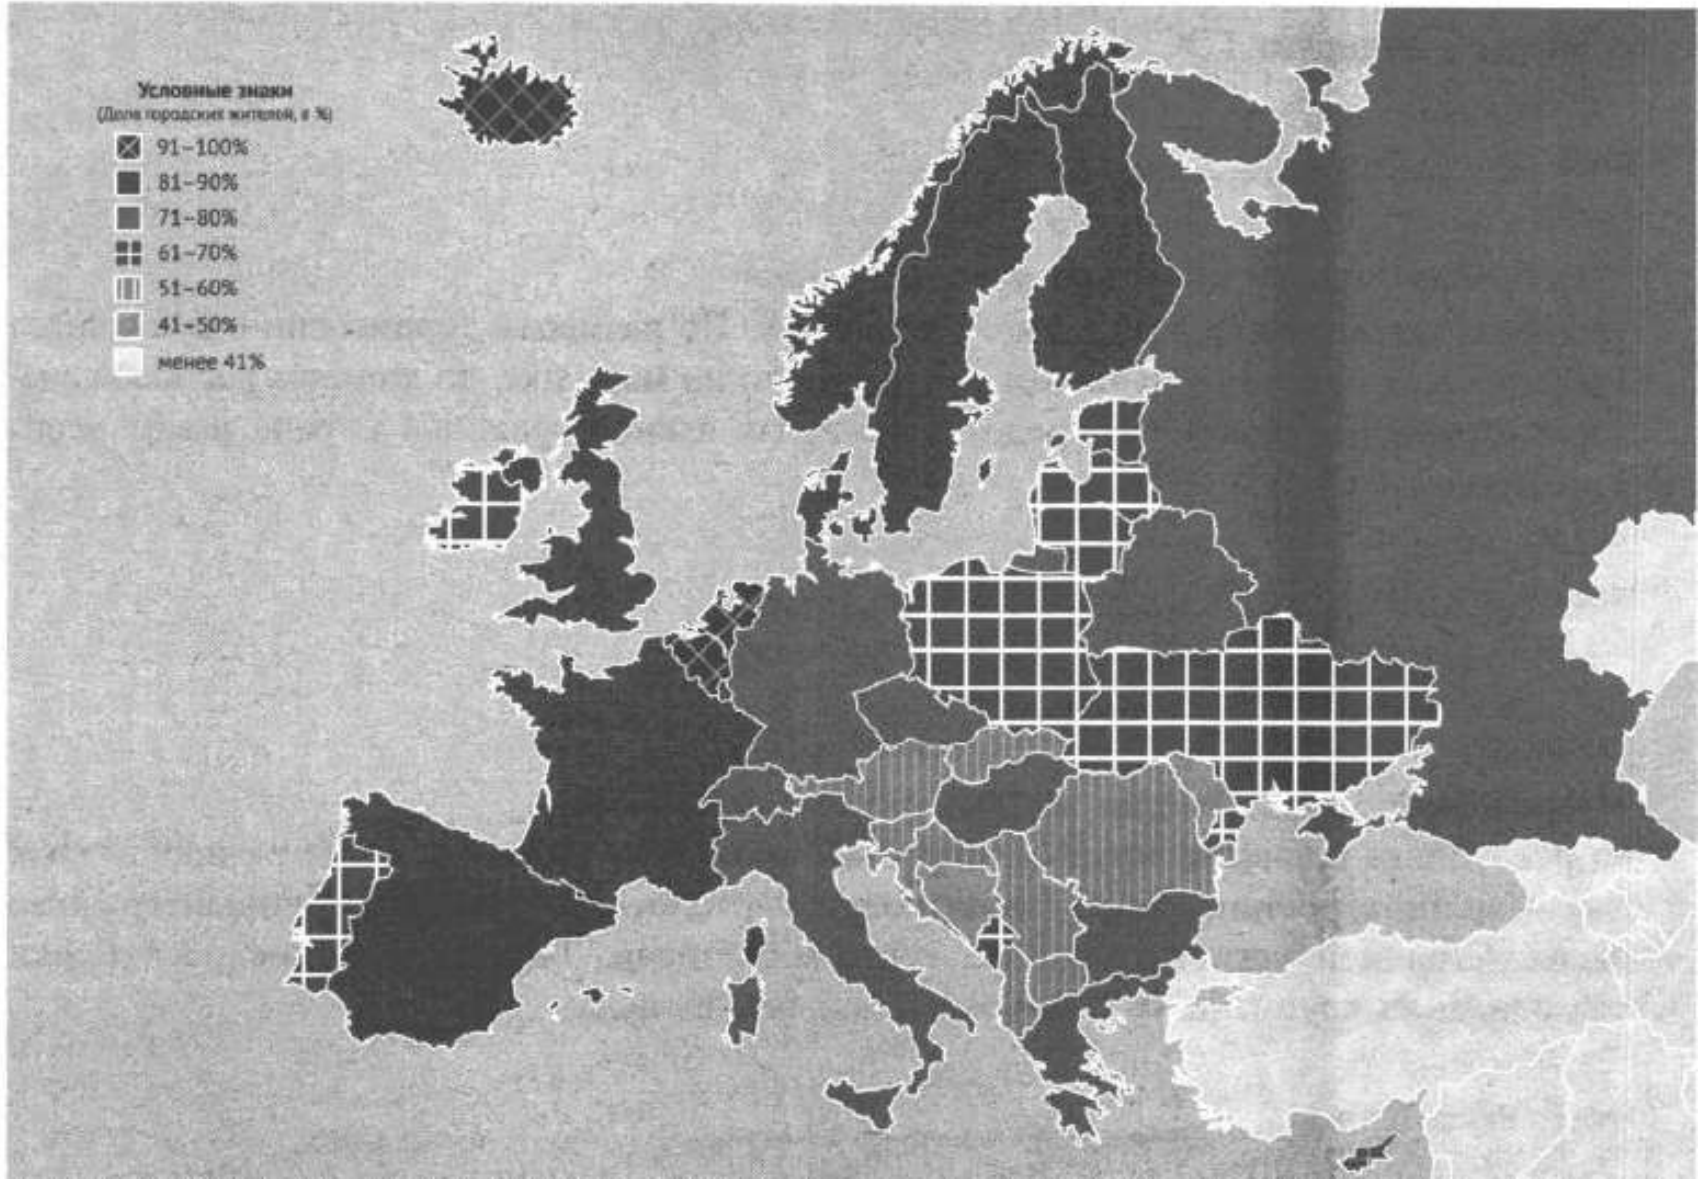 Условные знаки
(Доля городских жителей, в %)
91–100%
81–90%
71–80%
61–70%
51–60%
41–50%
менее 41%